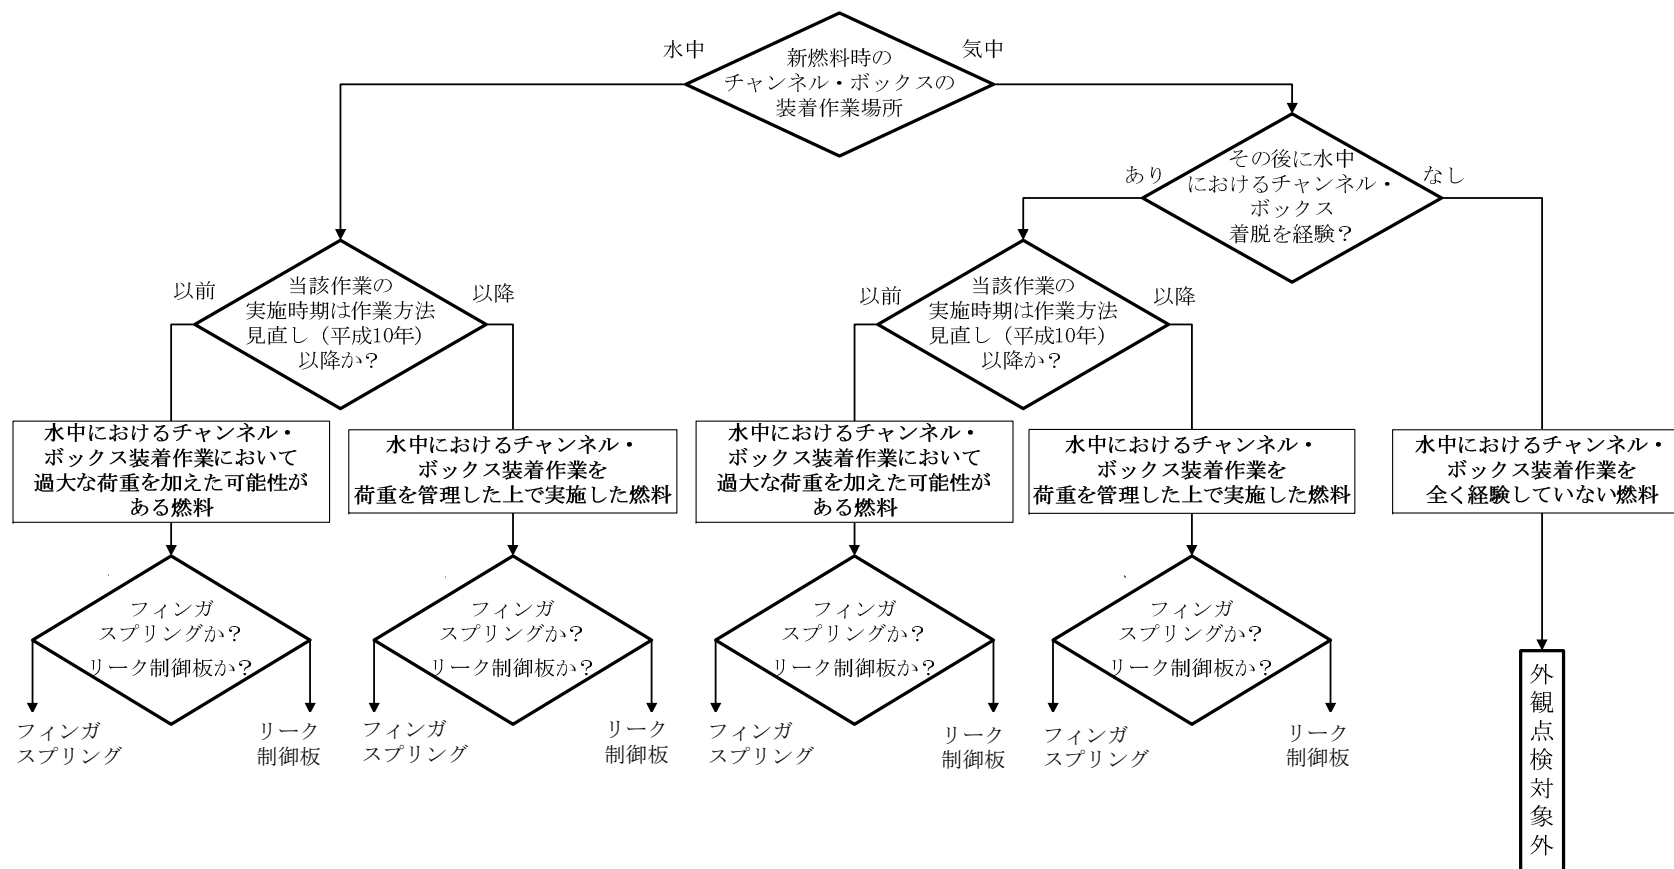 水中
新燃料時の
チャンネル・ボックスの
装着作業場所
気中
あり
その後に水中
におけるチャンネル・
ボックス
着脱を経験?
なし
以前
当該作業の
実施時期は作業方法
見直し(平成10年)
以降か?
以降
以前
当該作業の
実施時期は作業方法
見直し(平成10年)
以降か?
以降
水中におけるチャンネル・
ボックス装着作業において
過大な荷重を加えた可能性が
ある燃料
水中におけるチャンネル・
ボックス装着作業を
荷重を管理した上で実施した燃料
水中におけるチャンネル・
ボックス装着作業において
過大な荷重を加えた可能性が
ある燃料
水中におけるチャンネル・
ボックス装着作業を
荷重を管理した上で実施した燃料
水中におけるチャンネル・
ボックス装着作業を
全く経験していない燃料
フィンガ
スプリングか?
リーク制御板か?
フィンガ
スプリングか?
リーク制御板か?
フィンガ
スプリングか?
リーク制御板か?
フィンガ
スプリングか?
リーク制御板か?
フィンガ
スプリング
リーク
制御板
フィンガ
スプリング
リーク
制御板
フィンガ
スプリング
リーク
制御板
フィンガ
スプリング
リーク
制御板
外観点検対象外